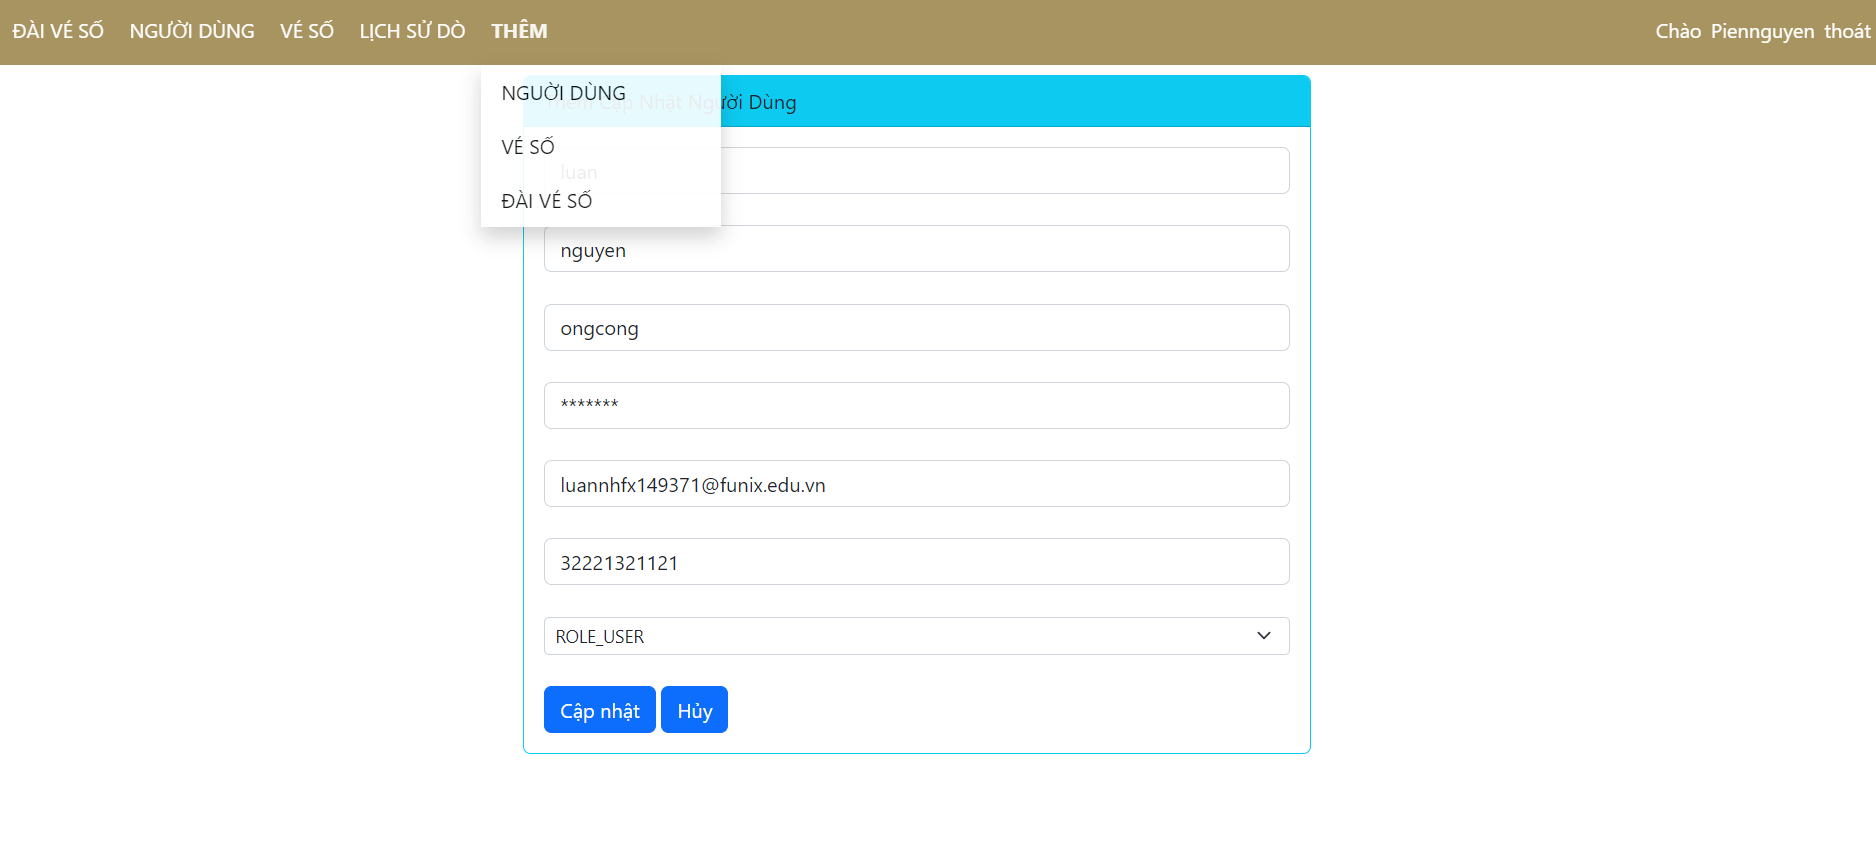 ĐÀI VÉ SỐ NGƯỜI DÙNG VÉ SỐ LỊCH SỬ DÒ THÊM Chào Piennguyen thoát
NGƯỜI DÙNG
Cập Nhật Người Dùng
VÉ SỐ
luan
ĐÀI VÉ SỐ
nguyen
ongcong
*******
luannhfx149371@funix.edu.vn
32221321121
ROLE_USER
Cập nhật Hủy